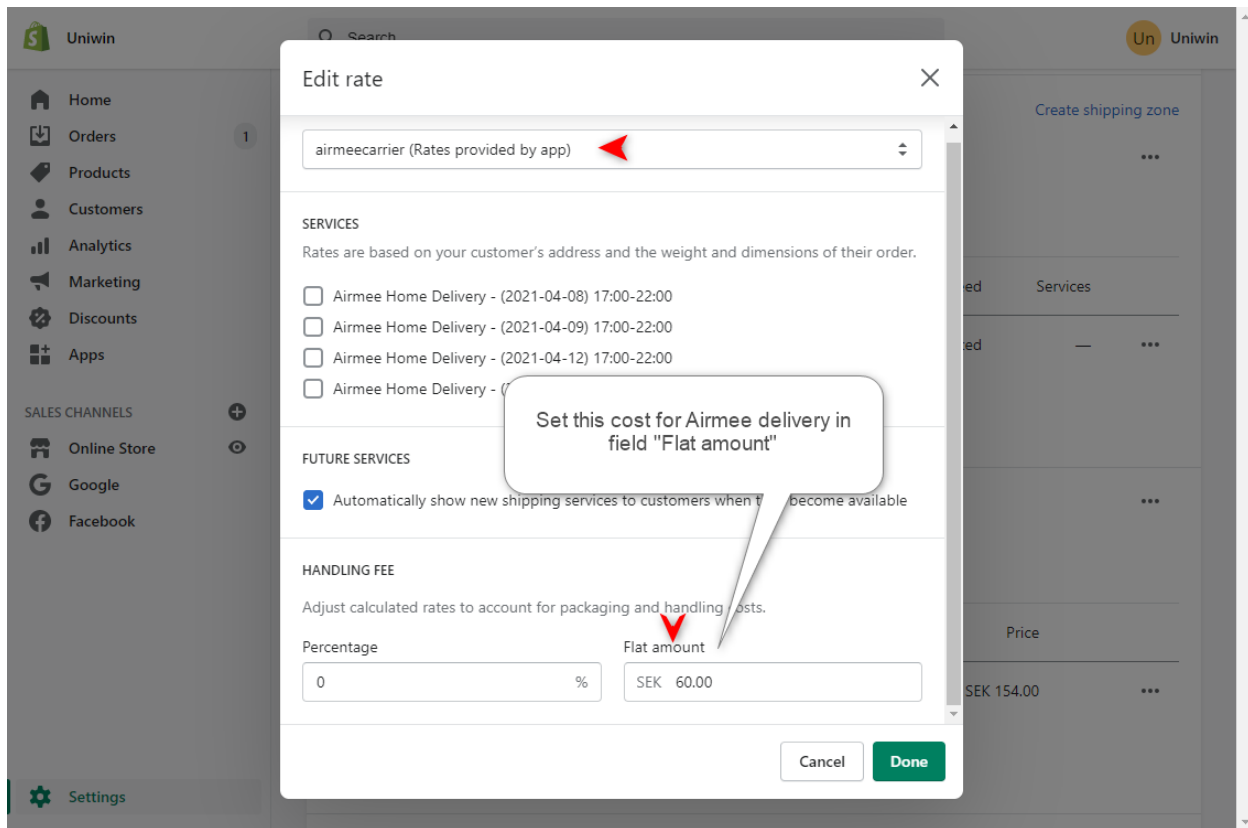 Uniwin
Search
Un Uniwin
Home
Orders 1
Products
Customers
Analytics
Marketing
Discounts
Apps
SALES CHANNELS
Online Store
Google
Facebook
Settings
Create shipping zone
Services
—
Price
SEK 154.00
Edit rate
airmeecarrier (Rates provided by app)
SERVICES
Rates are based on your customer's address and the weight and dimensions of their order.
Airmee Home Delivery - (2021-04-08) 17:00-22:00
Airmee Home Delivery - (2021-04-09) 17:00-22:00
Airmee Home Delivery - (2021-04-12) 17:00-22:00
Airmee Home Delivery - (
Set this cost for Airmee delivery in
field "Flat amount"
FUTURE SERVICES
Automatically show new shipping services to customers when become available
HANDLING FEE
Adjust calculated rates to account for packaging and handling costs.
Percentage
Flat amount
0 %
SEK 60.00
Cancel
Done